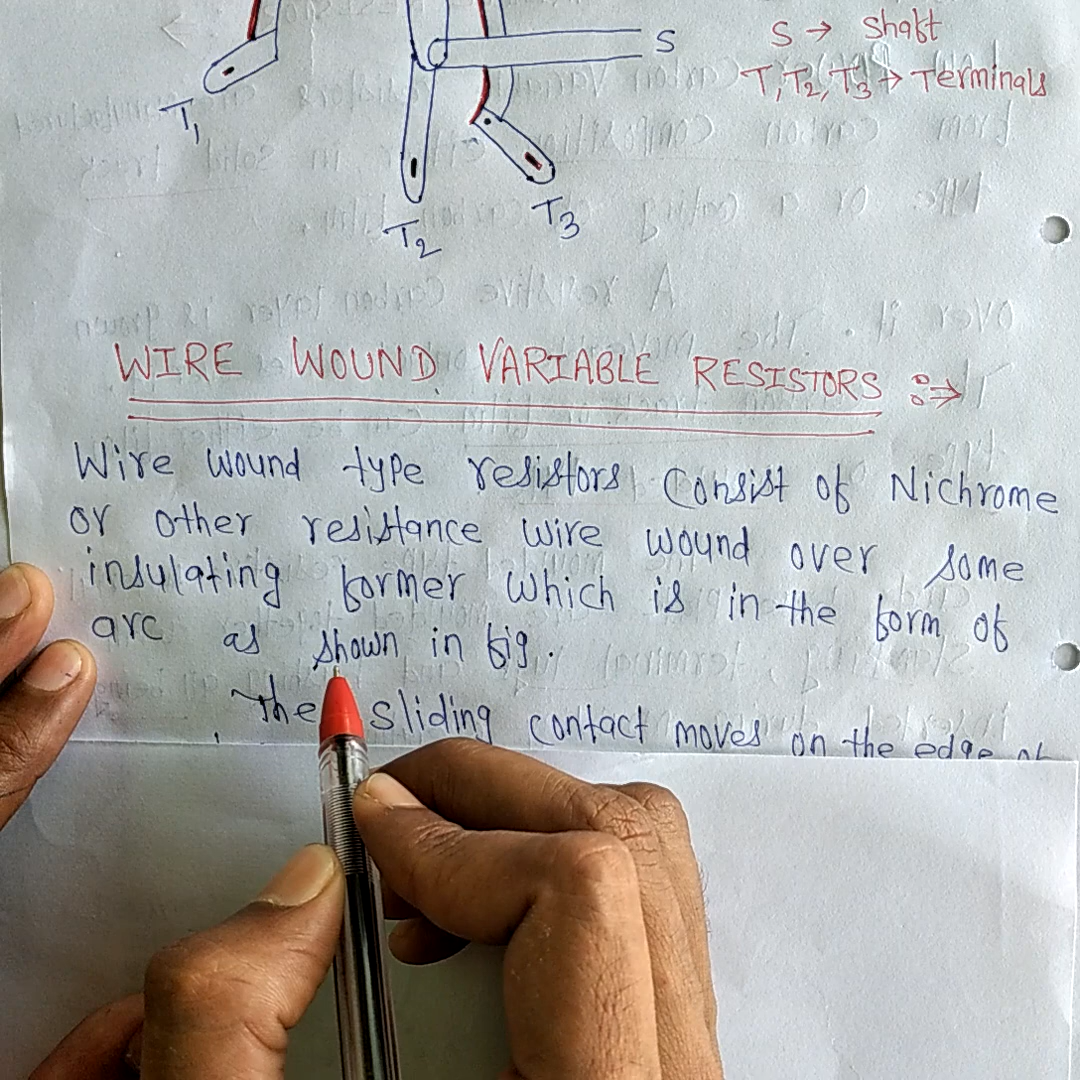 S
S → Shaft
T1, T2, T3 → Terminals
T1
T2
T3
WIRE WOUND VARIABLE RESISTORS :⇒
Wire wound type resistors consist of Nichrome
or other resistance wire wound over some
insulating former which is in the form of
arc as shown in fig.
The sliding contact moves on the edge of